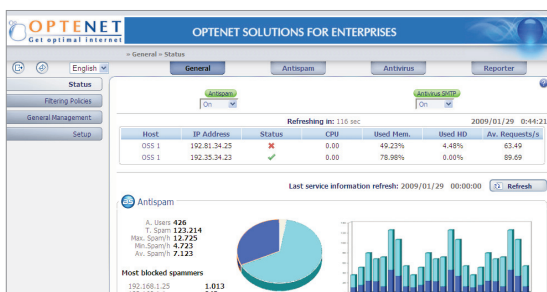 OPTENET
Get optimal internet
OPTENET SOLUTIONS FOR ENTERPRISES
» General » Status
English
General
Antispam
Antivirus
Reporter
Status
Filtering Policies
General Management
Setup
Antispam
On
Antivirus SMTP
On
Refreshing in: 116 sec
2009/01/29 0:44:21
Host IP Address Status CPU Used Mem. Used HD Av. Requests/s
OSS 1 192.81.34.25 0.00 49.23% 4.48% 63.49
OSS 1 192.35.34.23 0.00 78.98% 0.00% 89.69
Last service information refresh: 2009/01/29 00:00:00 Refresh
Antispam
A. Users 426
T. Spam 123.214
Max. Spam/h 12.725
Min.Spam/h 4.723
Av. Spam/h 7.123
Most blocked spammers
192.168.1.25 1.013